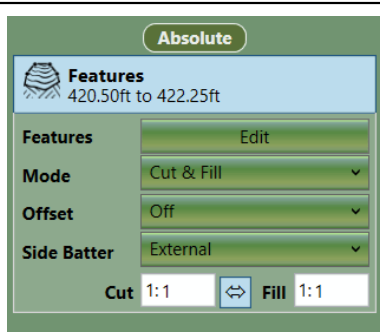 Absolute
Features
420.50ft to 422.25ft
Features Edit
Mode Cut & Fill
Offset Off
Side Batter External
Cut 1:1 Fill 1:1